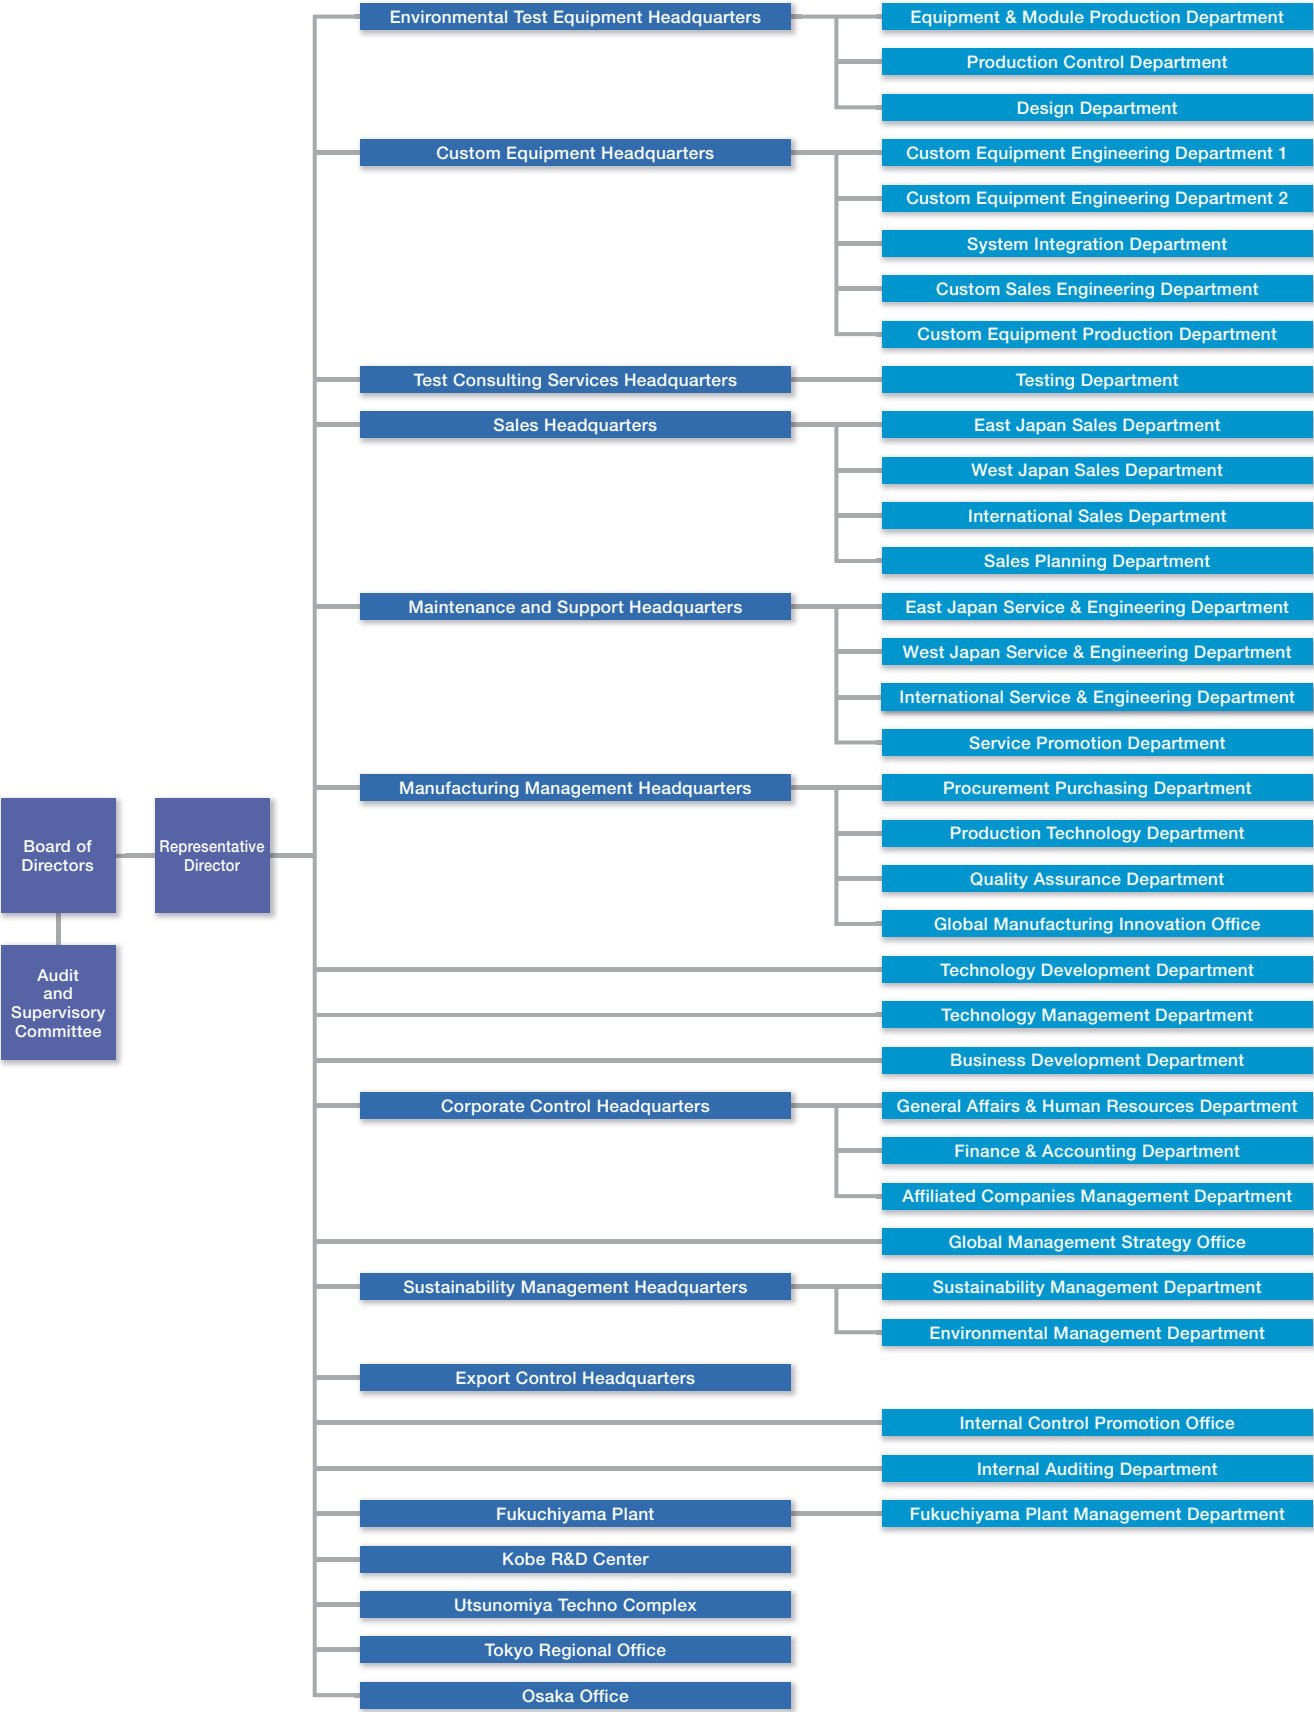 Environmental Test Equipment Headquarters
Equipment & Module Production Department
Production Control Department
Design Department
Custom Equipment Headquarters
Custom Equipment Engineering Department 1
Custom Equipment Engineering Department 2
System Integration Department
Custom Sales Engineering Department
Custom Equipment Production Department
Test Consulting Services Headquarters
Testing Department
Sales Headquarters
East Japan Sales Department
West Japan Sales Department
International Sales Department
Sales Planning Department
Maintenance and Support Headquarters
East Japan Service & Engineering Department
West Japan Service & Engineering Department
International Service & Engineering Department
Service Promotion Department
Manufacturing Management Headquarters
Procurement Purchasing Department
Production Technology Department
Quality Assurance Department
Global Manufacturing Innovation Office
Board of
Directors
Representative
Director
Audit
and
Supervisory
Committee
Technology Development Department
Technology Management Department
Business Development Department
Corporate Control Headquarters
General Affairs & Human Resources Department
Finance & Accounting Department
Affiliated Companies Management Department
Global Management Strategy Office
Sustainability Management Headquarters
Sustainability Management Department
Environmental Management Department
Export Control Headquarters
Internal Control Promotion Office
Internal Auditing Department
Fukuchiyama Plant
Fukuchiyama Plant Management Department
Kobe R&D Center
Utsunomiya Techno Complex
Tokyo Regional Office
Osaka Office